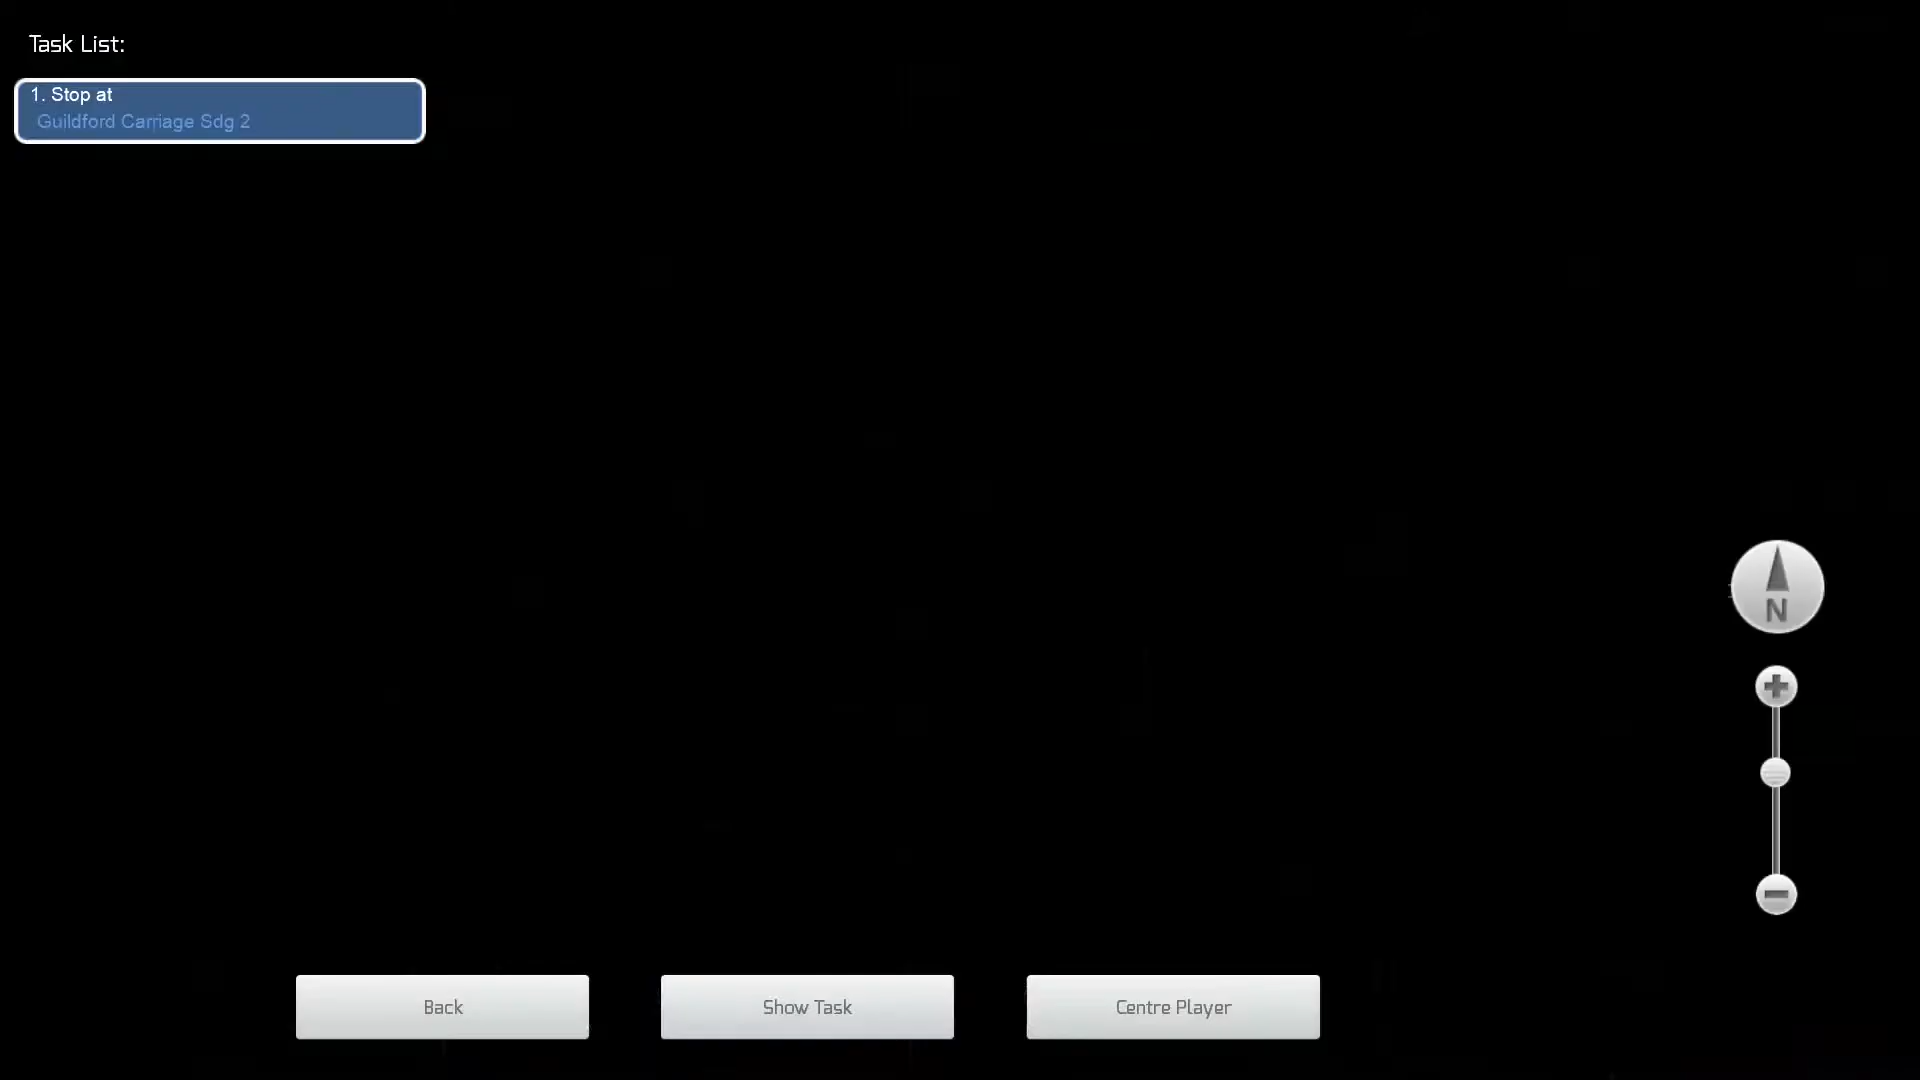 Task List:
1. Stop at
Guildford Carriage Sdg 2
N
Back
Show Task
Centre Player